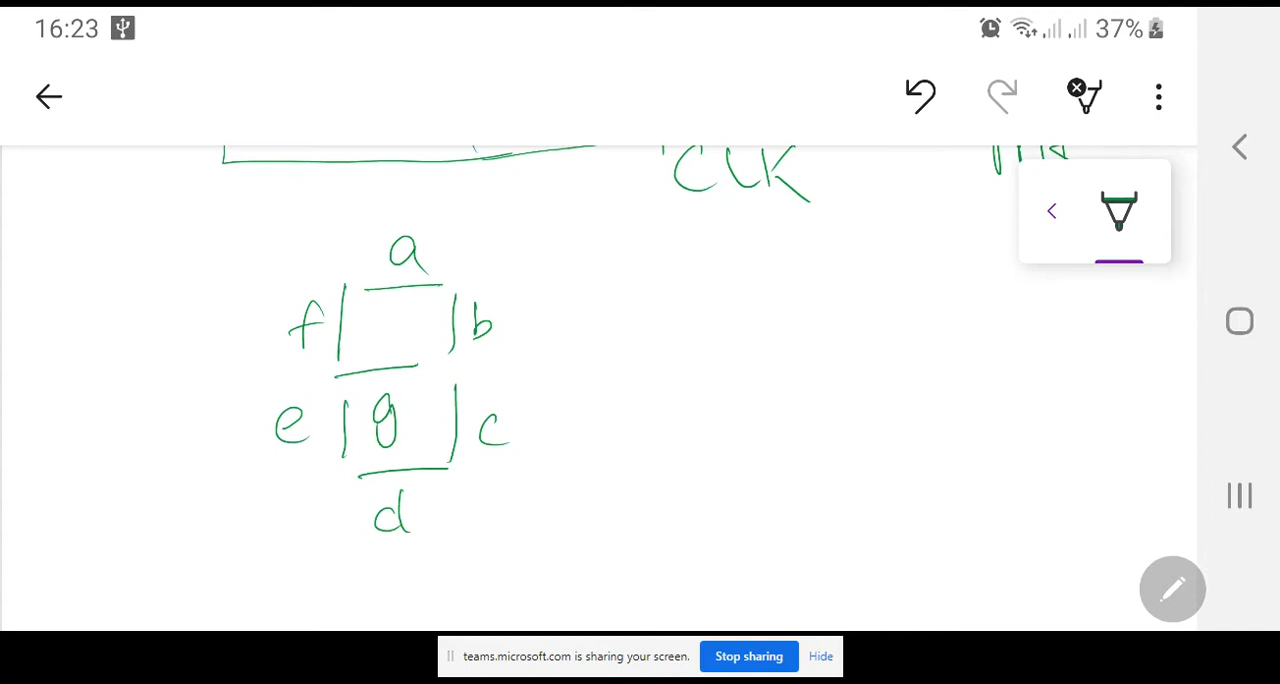 16:23 37%
CLK
a
f b
e g c
d
teams.microsoft.com is sharing your screen. Stop sharing Hide